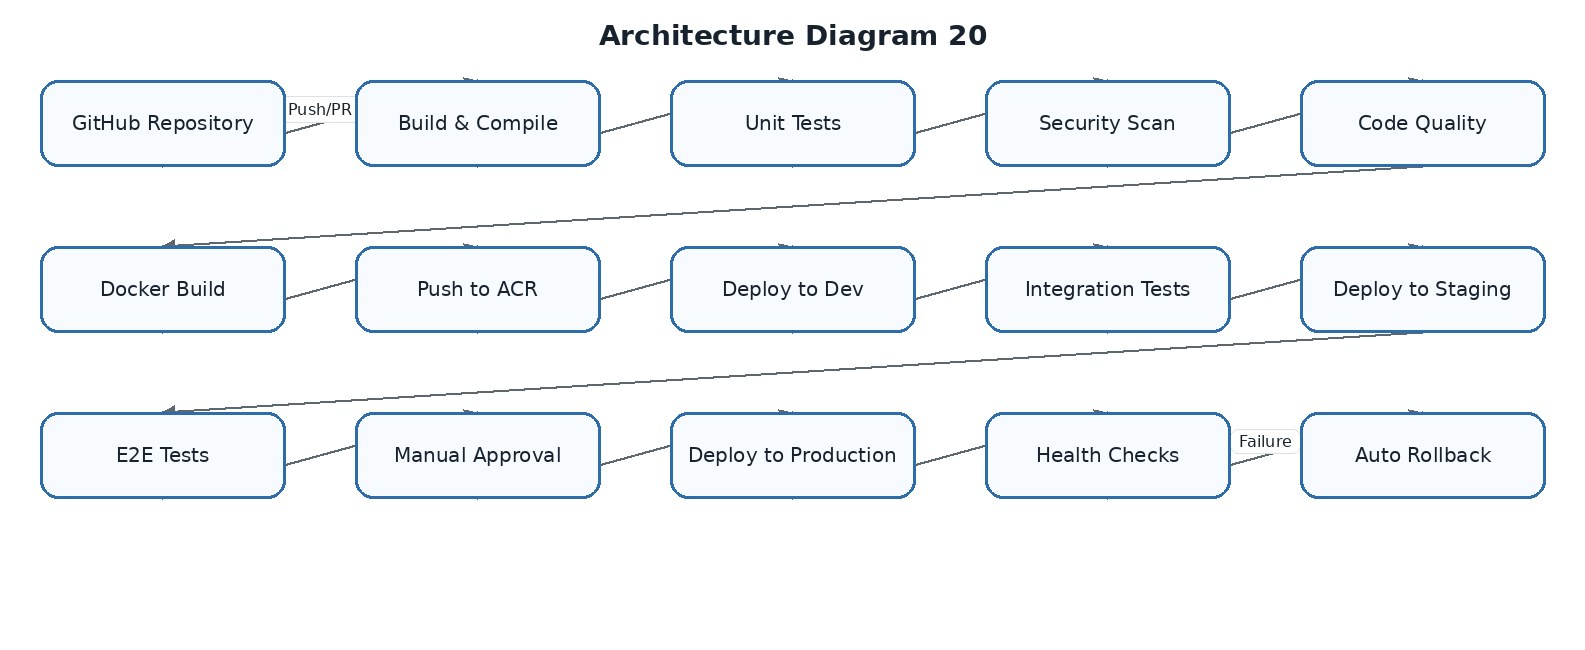 Architecture Diagram 20
GitHub Repository
Push/PR
Build & Compile
Unit Tests
Security Scan
Code Quality
Docker Build
Push to ACR
Deploy to Dev
Integration Tests
Deploy to Staging
E2E Tests
Manual Approval
Deploy to Production
Health Checks
Failure
Auto Rollback